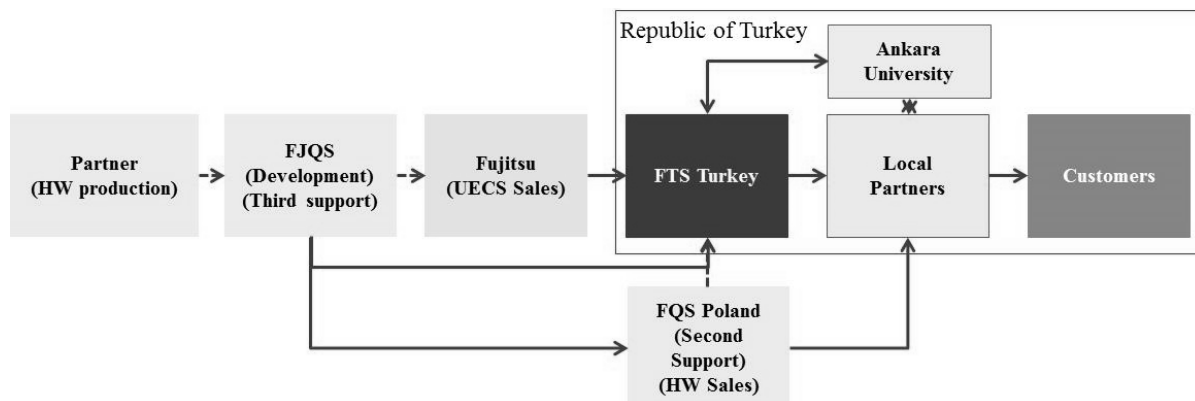 Republic of Turkey
Ankara
University
Partner
(HW production)
FJQS
(Development)
(Third support)
Fujitsu
(UECS Sales)
FTS Turkey
Local
Partners
Customers
FQS Poland
(Second
Support)
(HW Sales)